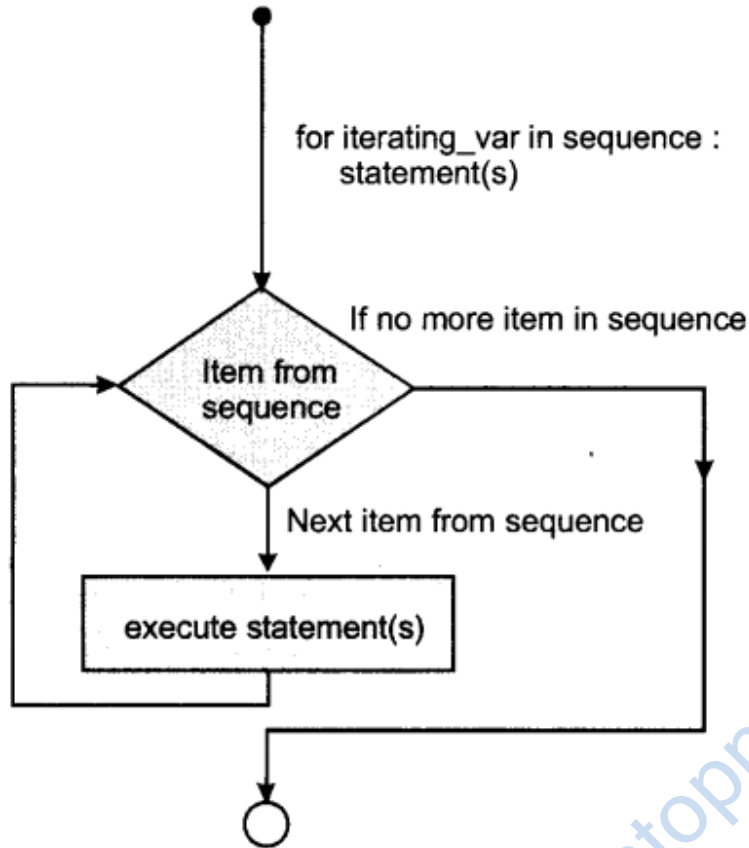 for iterating_var in sequence :
statement(s)
If no more item in sequence
Item from
sequence
Next item from sequence
execute statement(s)